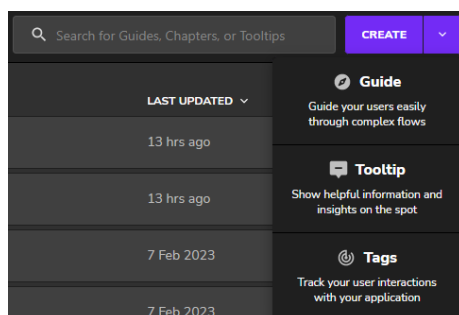 Search for Guides, Chapters, or Tooltips
CREATE
LAST UPDATED
13 hrs ago
13 hrs ago
7 Feb 2023
7 Feb 2023
Guide
Guide your users easily
through complex flows
Tooltip
Show helpful information and
insights on the spot
Tags
Track your user interactions
with your application